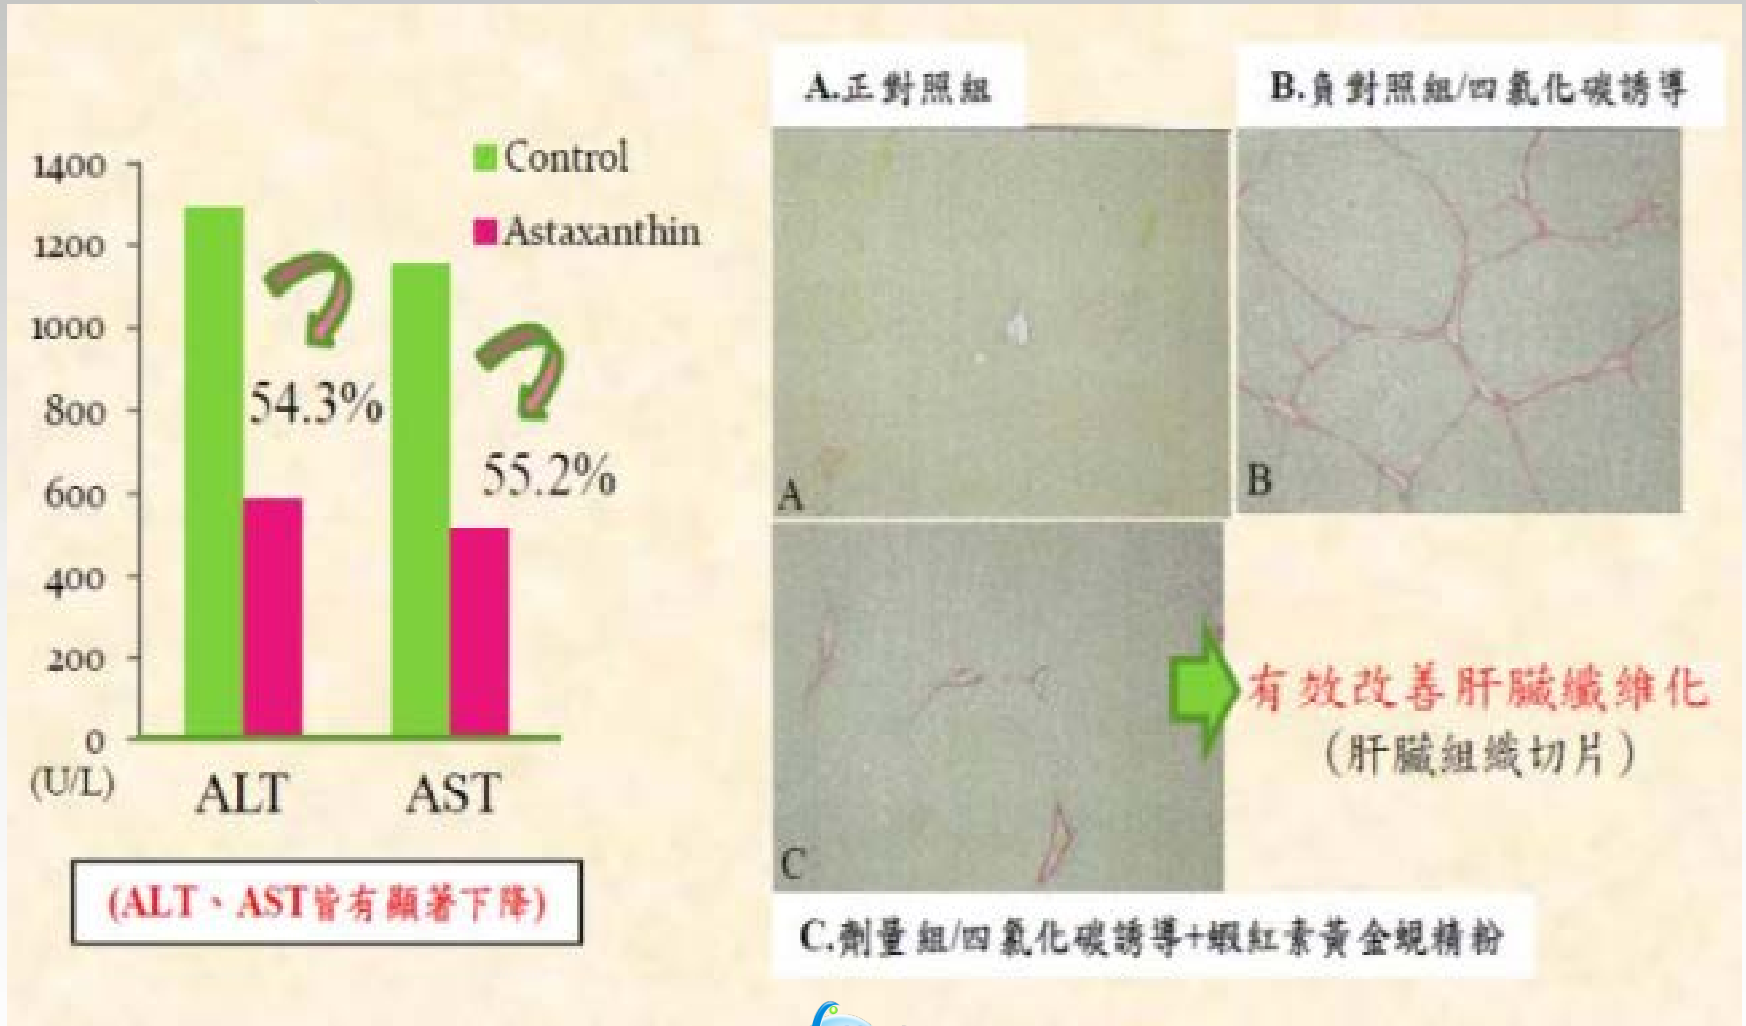 1400
1200
1000
800
600
400
200
0
(U/L)
Control
Astaxanthin
54.3%
55.2%
ALT
AST
(ALT、AST皆有顯著下降)
A.正對照組
B.負對照組/四氯化碳誘導
A
B
C
有效改善肝臟纖維化
(肝臟組織切片)
C.劑量組/四氯化碳誘導+蝦紅素黃金蜆精粉